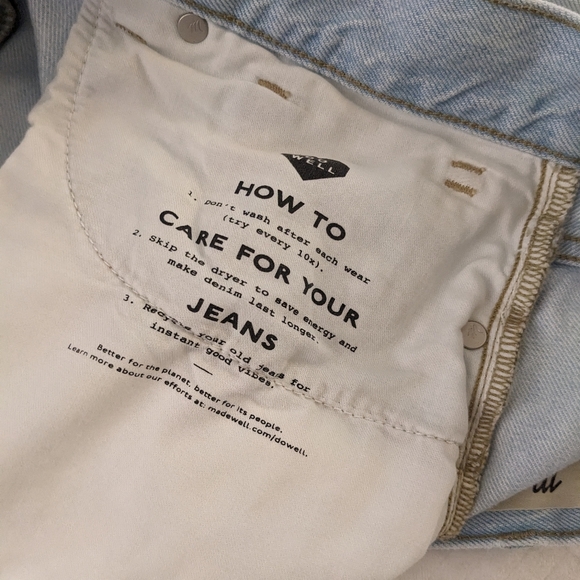 DO
WELL
HOW TO
1. Don't wash after each wear
(try every 10x).
CARE FOR YOUR
2. Skip the dryer to save energy and
make denim last longer.
JEANS
3. Recycle your old jeans for
instant good vibes.
—
Better for the planet, better for its people.
Learn more about our efforts at: madewell.com/dowell.